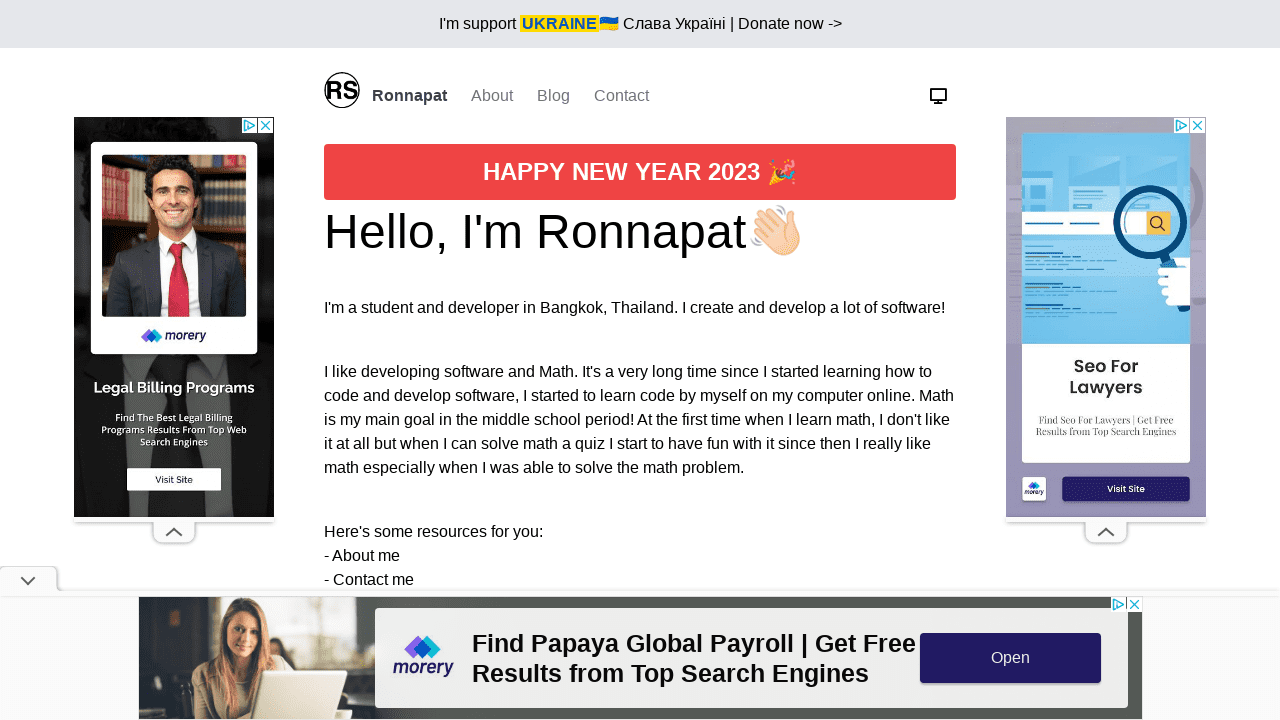 I'm support UKRAINE🇺🇦 Слава Україні | Donate now ->
RS
Ronnapat
About
Blog
Contact
HAPPY NEW YEAR 2023 🎉
Hello, I'm Ronnapat👋🏻
I'm a student and developer in Bangkok, Thailand. I create and develop a lot of software!
I like developing software and Math. It's a very long time since I started learning how to
code and develop software, I started to learn code by myself on my computer online. Math
is my main goal in the middle school period! At the first time when I learn math, I don't like
it at all but when I can solve math a quiz I start to have fun with it since then I really like
math especially when I was able to solve the math problem.
Here's some resources for you:
- About me
- Contact me
morery
Legal Billing Programs
Find The Best Legal Billing
Programs Results From Top Web
Search Engines
Visit Site
Seo For
Lawyers
Find Seo For Lawyers | Get Free
Results from Top Search Engines
morery
Visit Site
morery
Find Papaya Global Payroll | Get Free
Results from Top Search Engines
Open